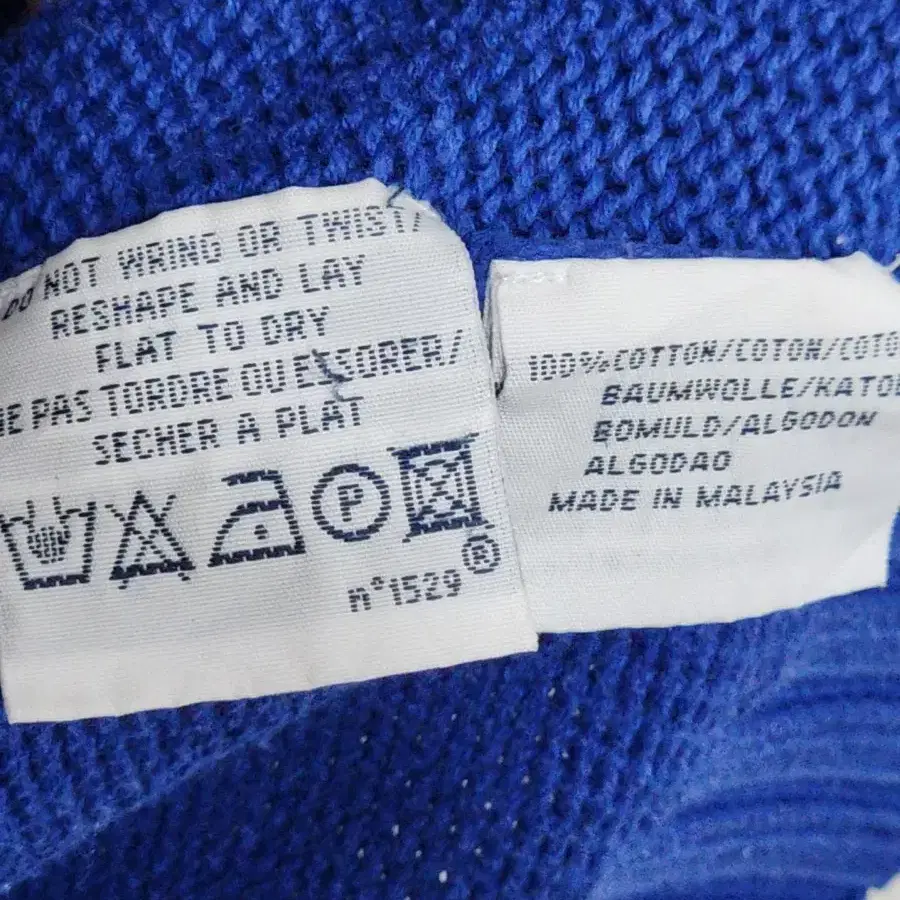 DO NOT WRING OR TWIST/
RESHAPE AND LAY
FLAT TO DRY
NE PAS TORDRE OU ESSORER/
SECHER A PLAT
P
n°1529®
100%COTTON/COTON/COTO
BAUMWOLLE/KATO
BOMULD/ALGODON
ALGODAO
MADE IN MALAYSIA